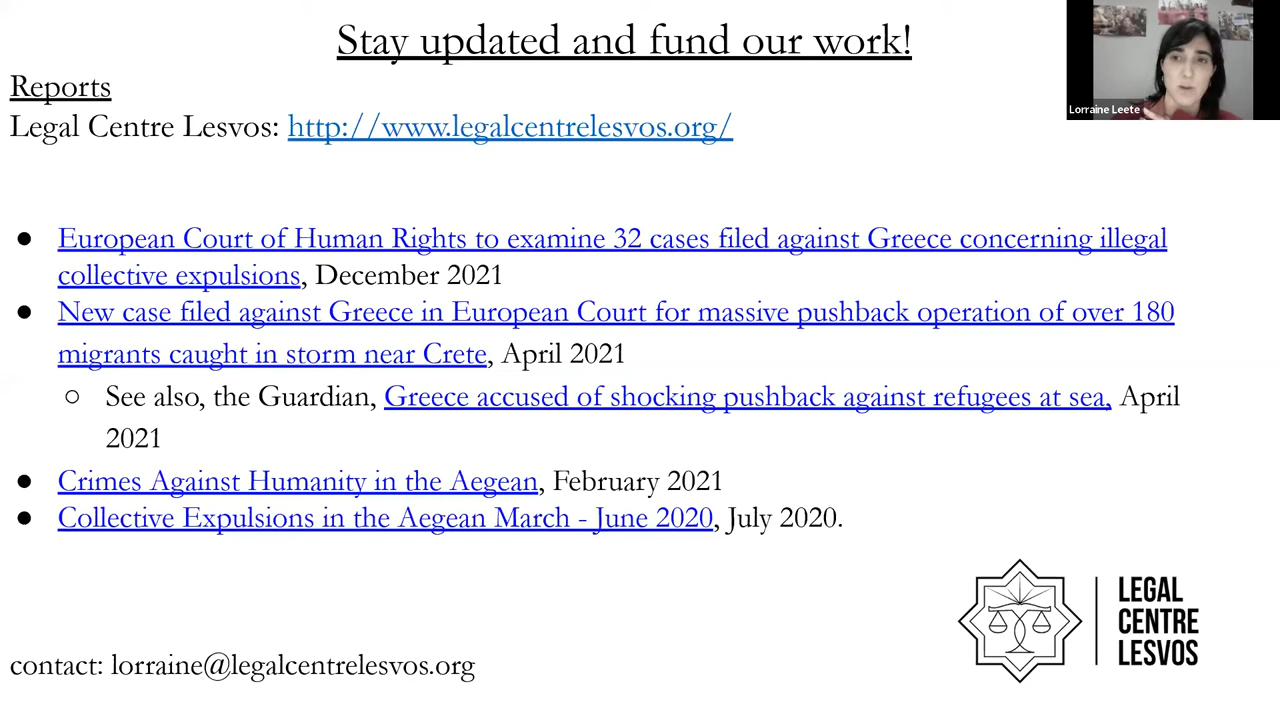 Stay updated and fund our work!
Lorraine Leete
Reports
Legal Centre Lesvos: http://www.legalcentrelesvos.org/
● European Court of Human Rights to examine 32 cases filed against Greece concerning illegal
collective expulsions, December 2021
● New case filed against Greece in European Court for massive pushback operation of over 180
migrants caught in storm near Crete, April 2021
○ See also, the Guardian, Greece accused of shocking pushback against refugees at sea, April
2021
● Crimes Against Humanity in the Aegean, February 2021
● Collective Expulsions in the Aegean March - June 2020, July 2020.
LEGAL
CENTRE
LESVOS
contact: lorraine@legalcentrelesvos.org